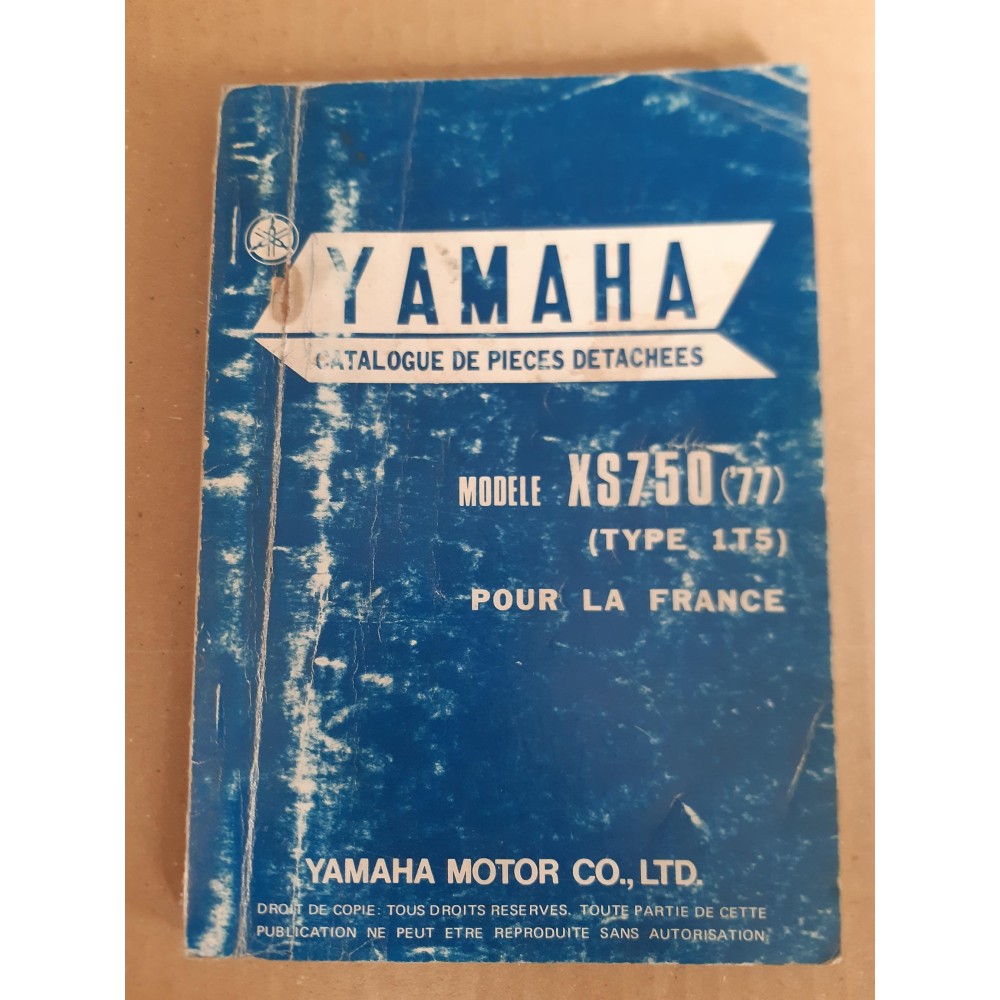 YAMAHA
CATALOGUE DE PIECES DETACHEES
MODELE XS750 ('77)
(TYPE 1T5)
POUR LA FRANCE
YAMAHA MOTOR CO., LTD.
DROIT DE COPIE: TOUS DROITS RESERVES. TOUTE PARTIE DE CETTE
PUBLICATION NE PEUT ETRE REPRODUITE SANS AUTORISATION.